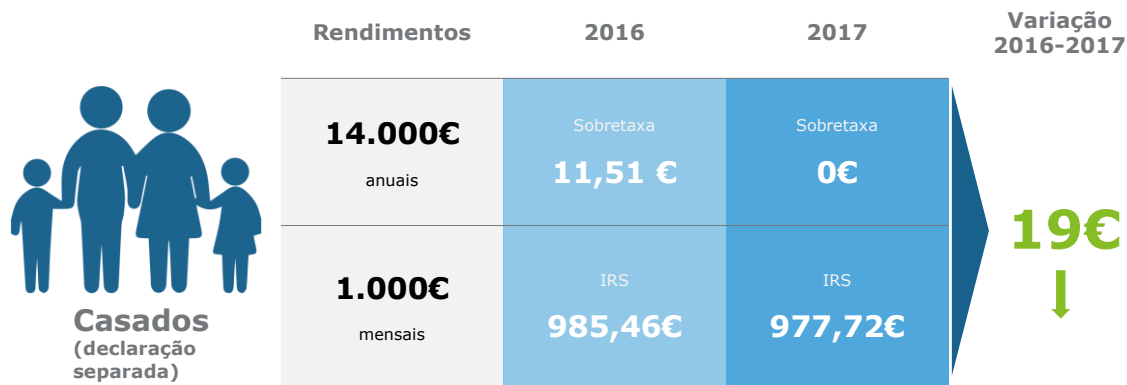 Rendimentos
2016
2017
Variação
2016-2017
14.000€
anuais
Sobretaxa
11,51 €
Sobretaxa
0€
1.000€
mensais
IRS
985,46€
IRS
977,72€
19€
Casados
(declaração
separada)